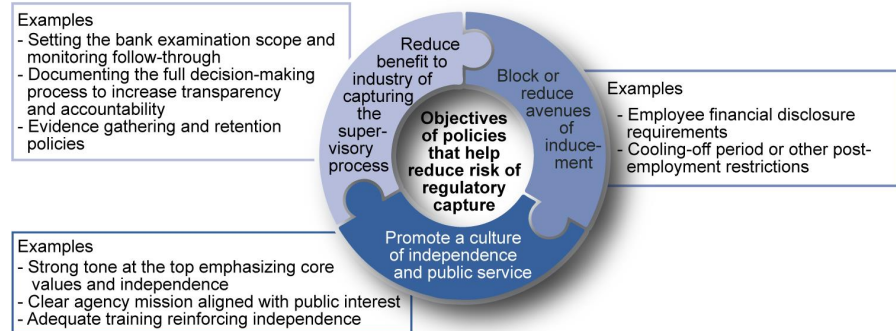 Examples
- Setting the bank examination scope and
monitoring follow-through
- Documenting the full decision-making
process to increase transparency
and accountability
- Evidence gathering and retention
policies
Reduce
benefit to
industry of
capturing
the
super-
visory
process
Block or
reduce
avenues
of
induce-
ment
Examples
- Employee financial disclosure
requirements
- Cooling-off period or other post-
employment restrictions
Objectives
of policies
that help
reduce risk of
regulatory
capture
Promote a culture
of independence
and public service
Examples
- Strong tone at the top emphasizing core
values and independence
- Clear agency mission aligned with public interest
- Adequate training reinforcing independence